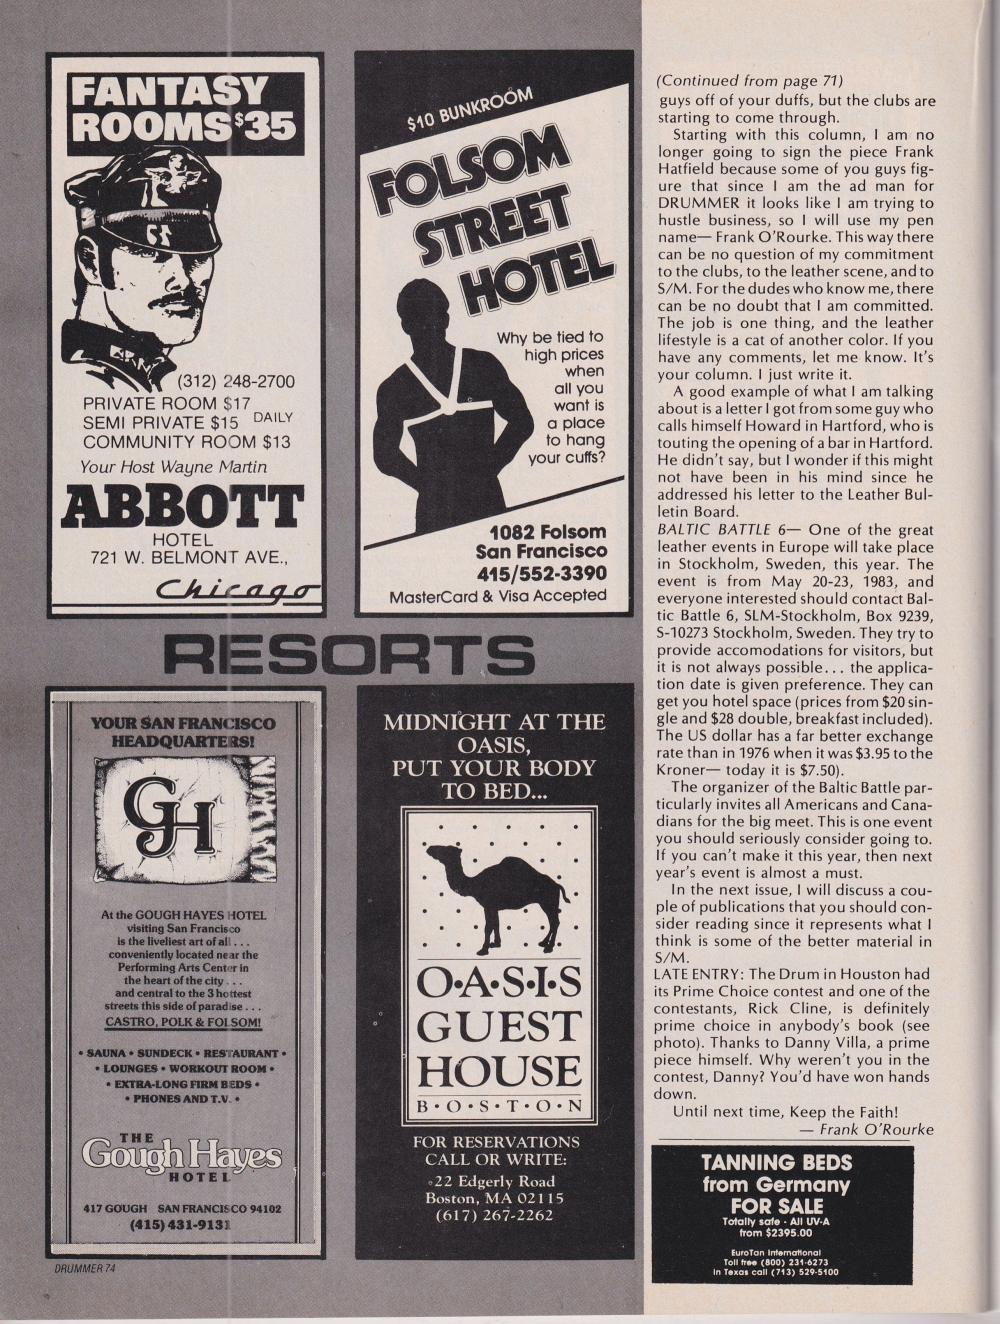 FANTASY
ROOMS $35
(312) 248-2700
PRIVATE ROOM $17
SEMI PRIVATE $15 DAILY
COMMUNITY ROOM $13
Your Host Wayne Martin
ABBOTT
HOTEL
721 W. BELMONT AVE.,
Chicago
$10 BUNKROOM
FOLSOM
STREET
HOTEL
Why be tied to
high prices
when
all you
want is
a place
to hang
your cuffs?
1082 Folsom
San Francisco
415/552-3390
MasterCard & Visa Accepted
RESORTS
YOUR SAN FRANCISCO
HEADQUARTERS!
GH
At the GOUGH HAYES HOTEL
visiting San Francisco
is the liveliest art of all . . .
conveniently located near the
Performing Arts Center in
the heart of the city . . .
and central to the 3 hottest
streets this side of paradise . . .
CASTRO, POLK & FOLSOM!
• SAUNA • SUNDECK • RESTAURANT •
• LOUNGES • WORKOUT ROOM •
• EXTRA-LONG FIRM BEDS •
• PHONES AND T.V. •
THE
Gough Hayes
HOTEL
417 GOUGH SAN FRANCISCO 94102
(415) 431-9131
MIDNIGHT AT THE
OASIS,
PUT YOUR BODY
TO BED...
O•A•S•I•S
GUEST
HOUSE
B•O•S•T•O•N
FOR RESERVATIONS
CALL OR WRITE:
22 Edgerly Road
Boston, MA 02115
(617) 267-2262
DRUMMER 74
(Continued from page 71)
guys off of your duffs, but the clubs are
starting to come through.
Starting with this column, I am no
longer going to sign the piece Frank
Hatfield because some of you guys fig-
ure that since I am the ad man for
DRUMMER it looks like I am trying to
hustle business, so I will use my pen
name— Frank O'Rourke. This way there
can be no question of my commitment
to the clubs, to the leather scene, and to
S/M. For the dudes who know me, there
can be no doubt that I am committed.
The job is one thing, and the leather
lifestyle is a cat of another color. If you
have any comments, let me know. It's
your column. I just write it.
A good example of what I am talking
about is a letter I got from some guy who
calls himself Howard in Hartford, who is
touting the opening of a bar in Hartford.
He didn't say, but I wonder if this might
not have been in his mind since he
addressed his letter to the Leather Bul-
letin Board.
BALTIC BATTLE 6— One of the great
leather events in Europe will take place
in Stockholm, Sweden, this year. The
event is from May 20-23, 1983, and
everyone interested should contact Bal-
tic Battle 6, SLM-Stockholm, Box 9239,
S-10273 Stockholm, Sweden. They try to
provide accomodations for visitors, but
it is not always possible... the applica-
tion date is given preference. They can
get you hotel space (prices from $20 sin-
gle and $28 double, breakfast included).
The US dollar has a far better exchange
rate than in 1976 when it was $3.95 to the
Kroner— today it is $7.50).
The organizer of the Baltic Battle par-
ticularly invites all Americans and Cana-
dians for the big meet. This is one event
you should seriously consider going to.
If you can't make it this year, then next
year's event is almost a must.
In the next issue, I will discuss a cou-
ple of publications that you should con-
sider reading since it represents what I
think is some of the better material in
S/M.
LATE ENTRY: The Drum in Houston had
its Prime Choice contest and one of the
contestants, Rick Cline, is definitely
prime choice in anybody's book (see
photo). Thanks to Danny Villa, a prime
piece himself. Why weren't you in the
contest, Danny? You'd have won hands
down.
Until next time, Keep the Faith!
— Frank O'Rourke
TANNING BEDS
from Germany
FOR SALE
Totally safe - All UV-A
from $2395.00
EuroTan International
Toll free (800) 231-6273
In Texas call (713) 529-5100